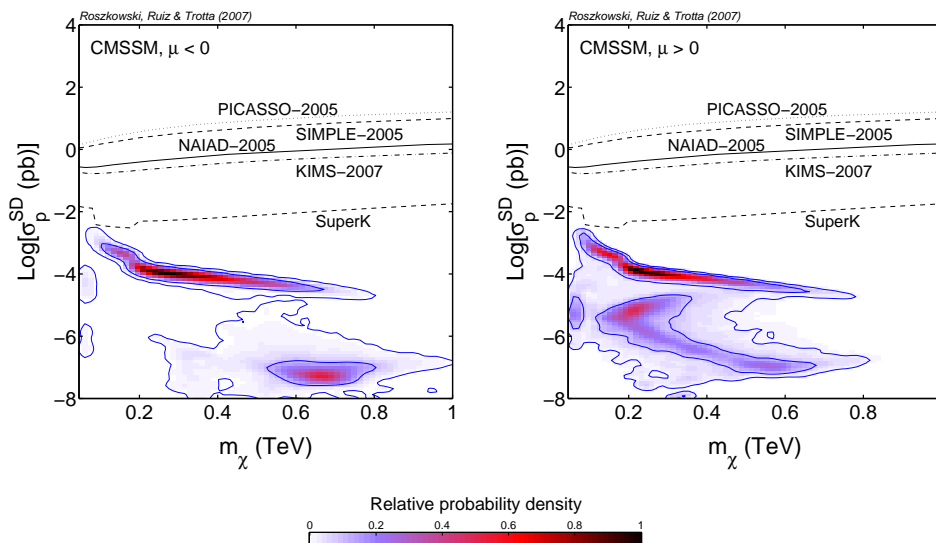 Roszkowski, Ruiz & Trotta (2007)
CMSSM, μ < 0
PICASSO−2005
SIMPLE−2005
NAIAD−2005
KIMS−2007
SuperK
Log[σ_p^SD (pb)]
4
2
0
−2
−4
−6
−8
0.2
0.4
0.6
0.8
1
m_χ (TeV)
Roszkowski, Ruiz & Trotta (2007)
CMSSM, μ > 0
PICASSO−2005
SIMPLE−2005
NAIAD−2005
KIMS−2007
SuperK
Log[σ_p^SD (pb)]
4
2
0
−2
−4
−6
−8
0.2
0.4
0.6
0.8
m_χ (TeV)
Relative probability density
0 0.2 0.4 0.6 0.8 1